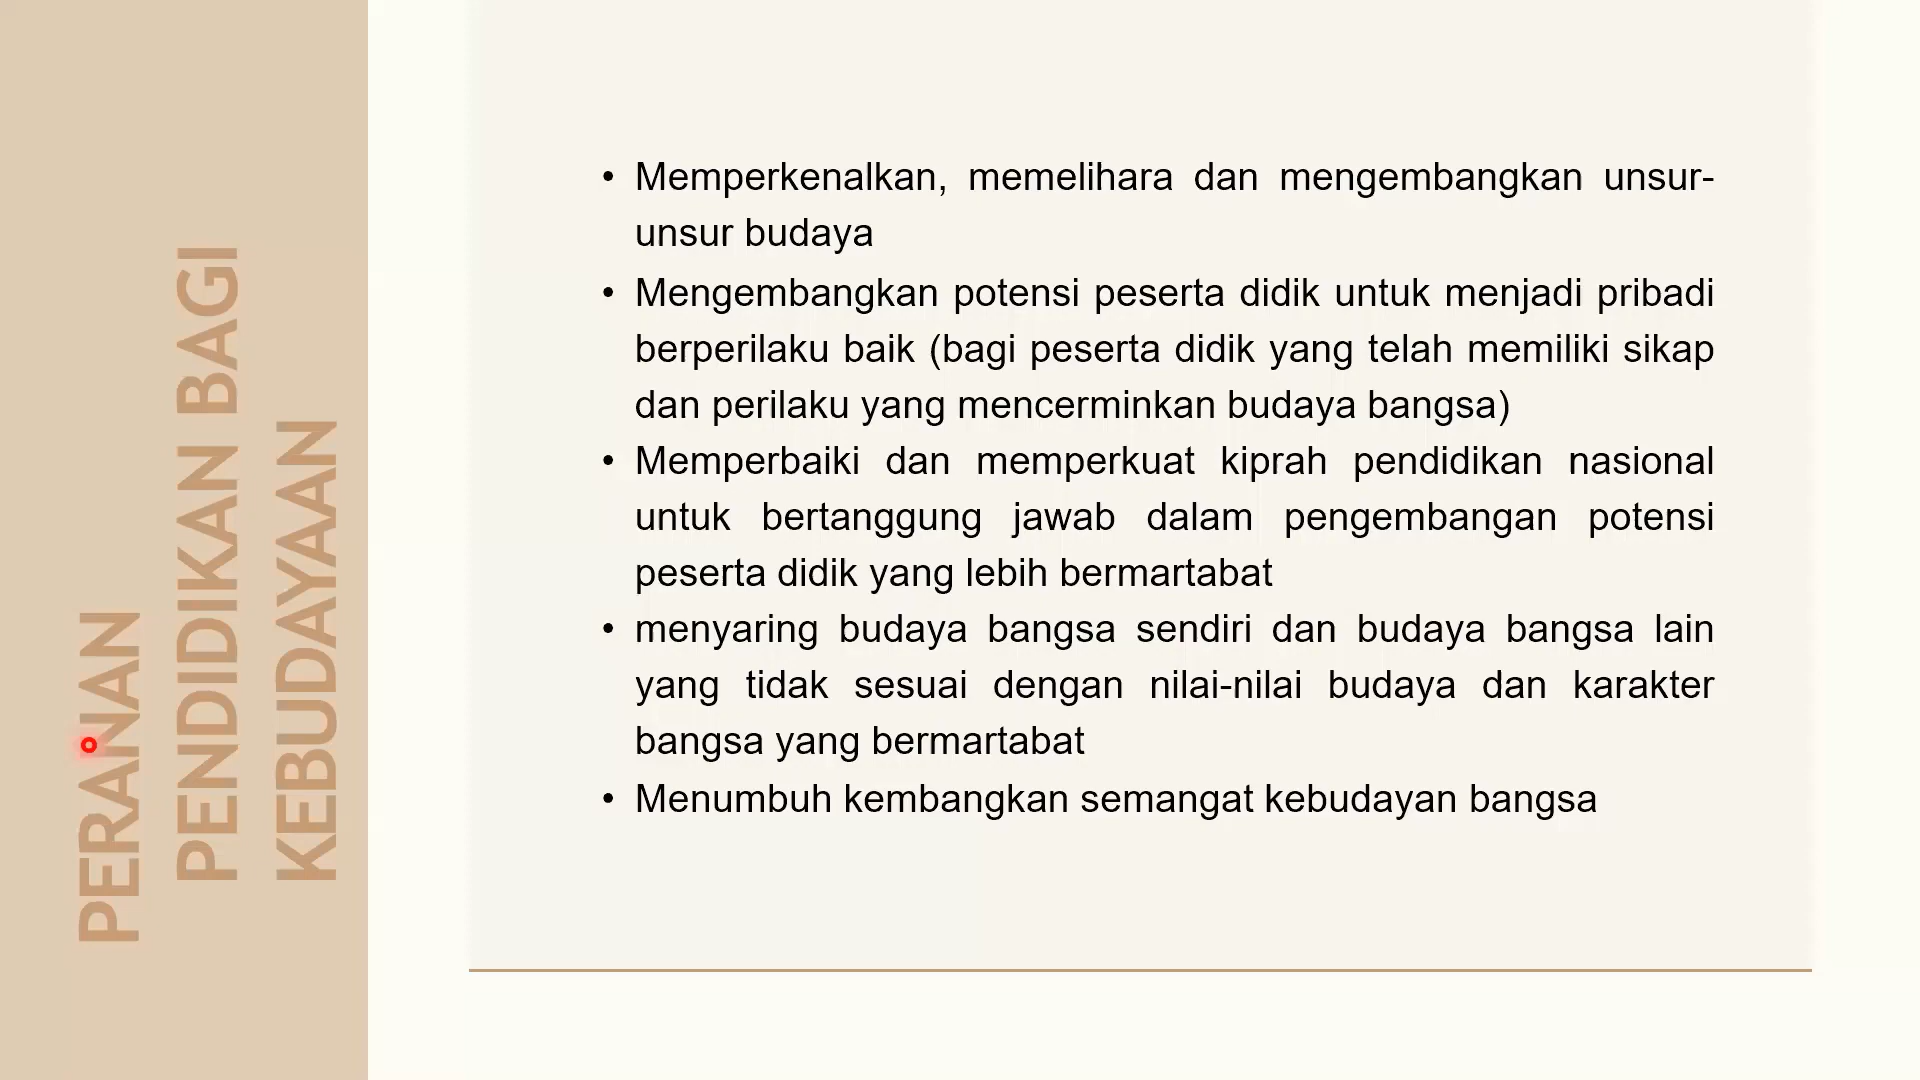 PERANAN
PENDIDIKAN BAGI
KEBUDAYAAN
• Memperkenalkan, memelihara dan mengembangkan unsur-
unsur budaya
• Mengembangkan potensi peserta didik untuk menjadi pribadi
berperilaku baik (bagi peserta didik yang telah memiliki sikap
dan perilaku yang mencerminkan budaya bangsa)
• Memperbaiki dan memperkuat kiprah pendidikan nasional
untuk bertanggung jawab dalam pengembangan potensi
peserta didik yang lebih bermartabat
• menyaring budaya bangsa sendiri dan budaya bangsa lain
yang tidak sesuai dengan nilai-nilai budaya dan karakter
bangsa yang bermartabat
• Menumbuh kembangkan semangat kebudayan bangsa